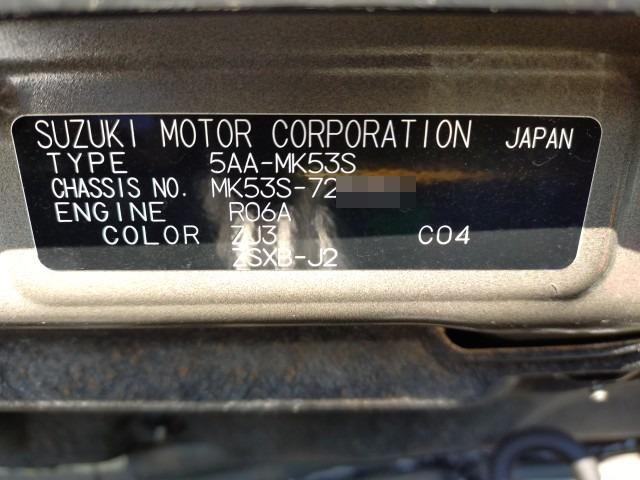 SUZUKI MOTOR CORPORATION JAPAN
TYPE 5AA-MK53S
CHASSIS NO. MK53S-72
ENGINE R06A
COLOR ZJ3 C04
ZSXB-J2